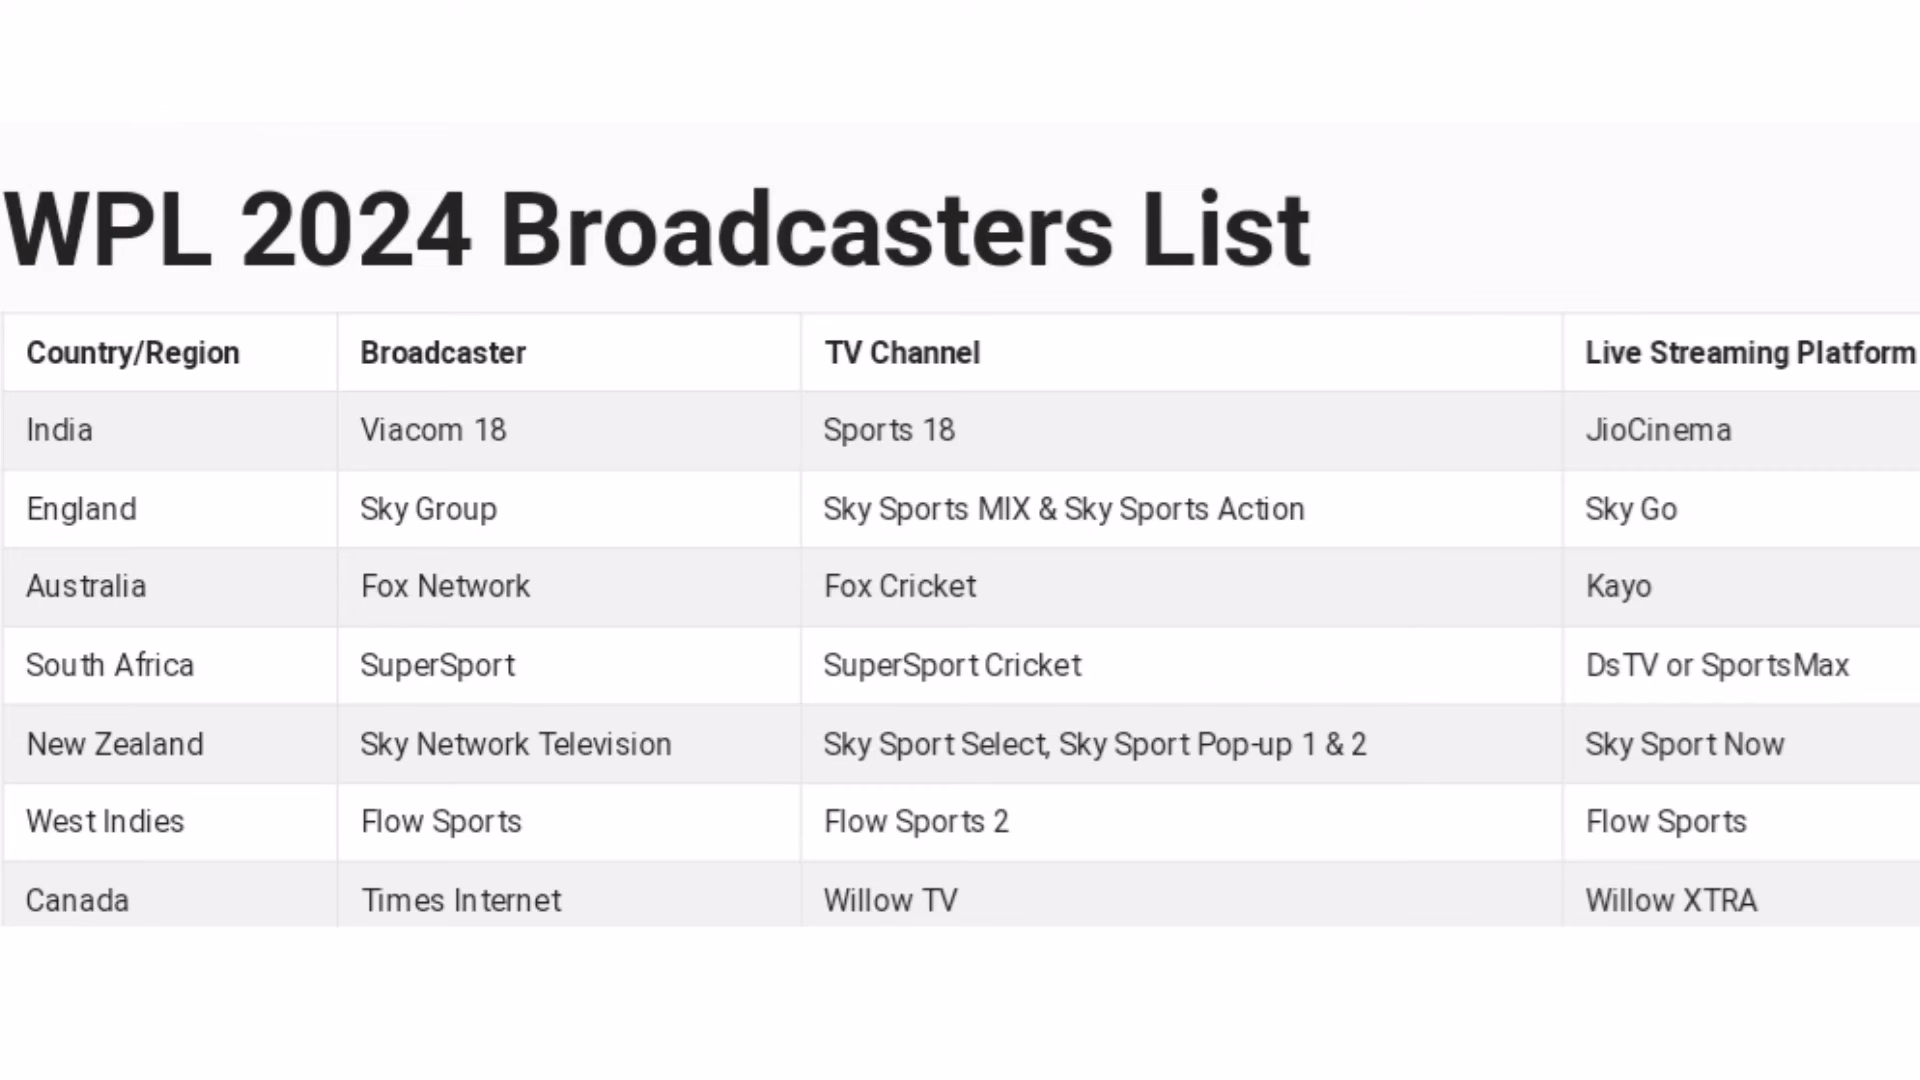 WPL 2024 Broadcasters List
Country/Region Broadcaster TV Channel Live Streaming Platform
India Viacom 18 Sports 18 JioCinema
England Sky Group Sky Sports MIX & Sky Sports Action Sky Go
Australia Fox Network Fox Cricket Kayo
South Africa SuperSport SuperSport Cricket DsTV or SportsMax
New Zealand Sky Network Television Sky Sport Select, Sky Sport Pop-up 1 & 2 Sky Sport Now
West Indies Flow Sports Flow Sports 2 Flow Sports
Canada Times Internet Willow TV Willow XTRA